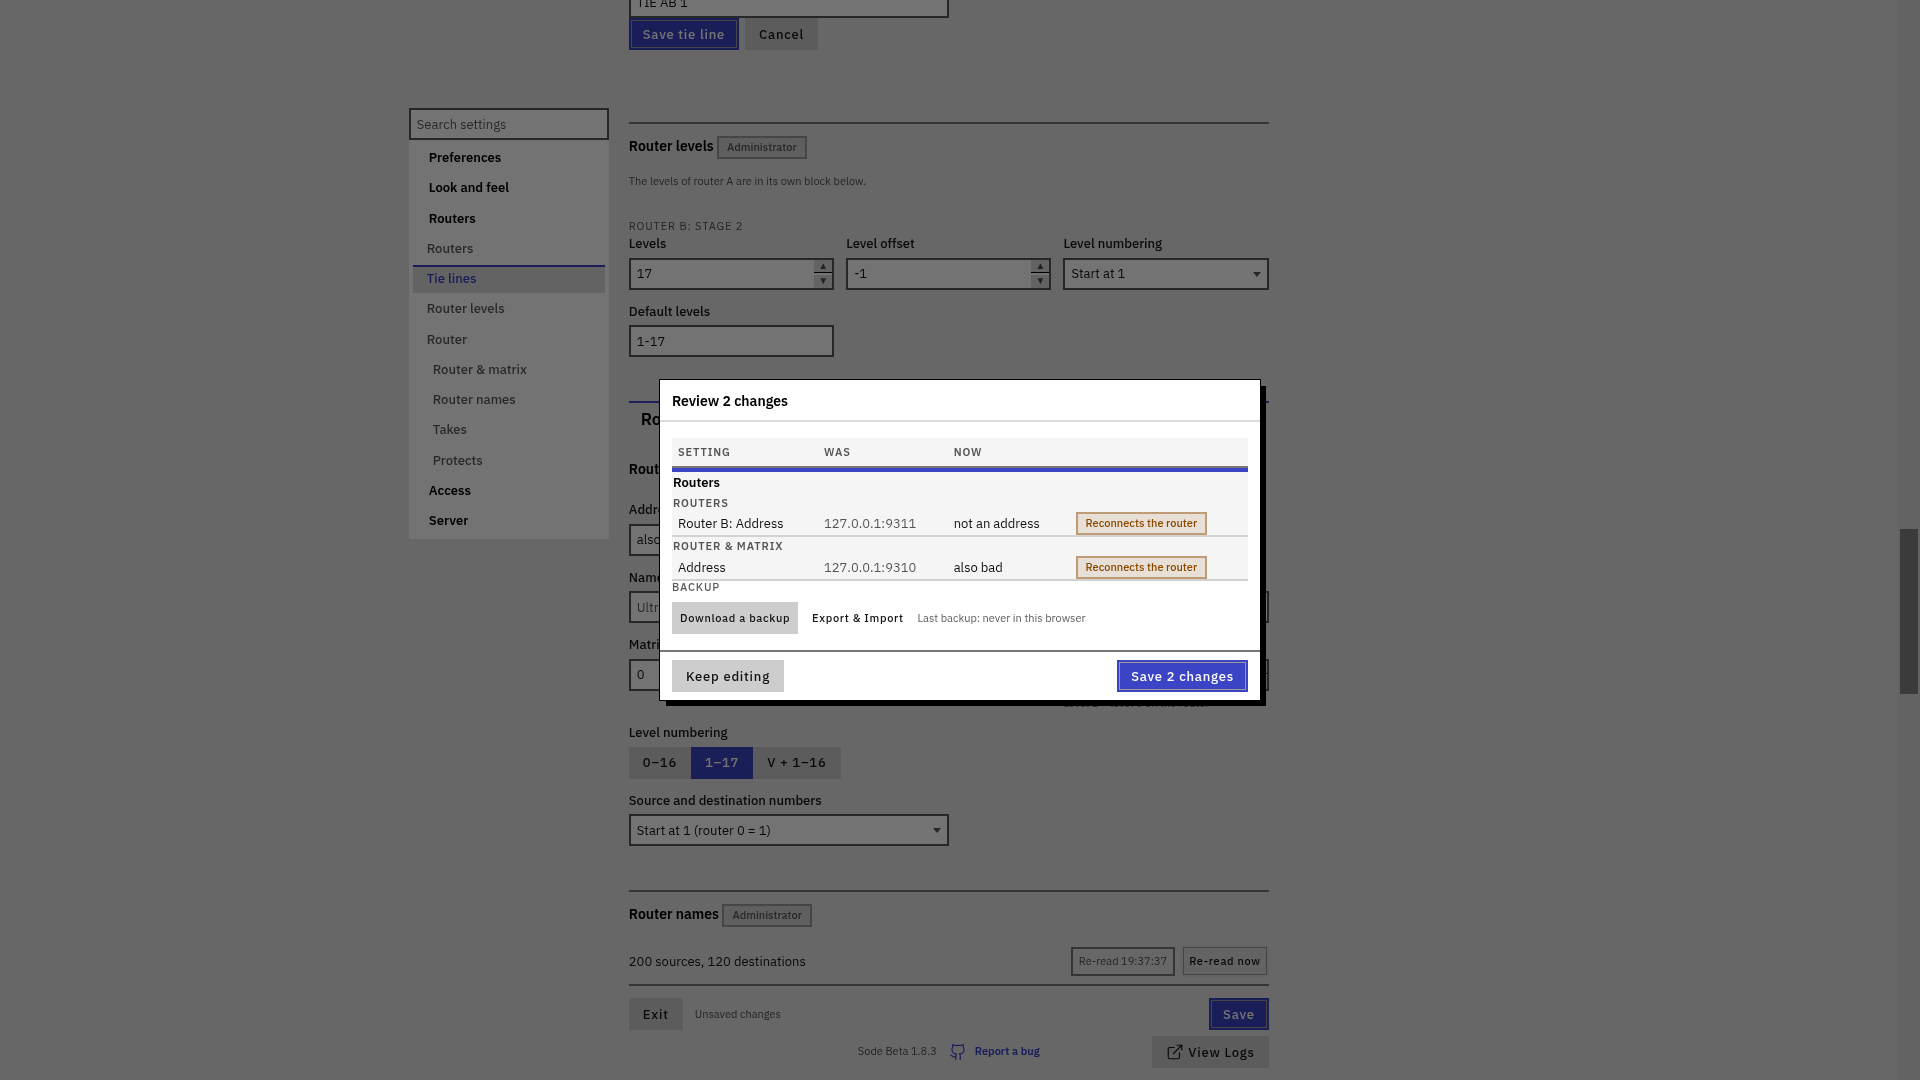 TIE AB 1
Save tie line
Cancel
Search settings
Preferences
Look and feel
Routers
Routers
Tie lines
Router levels
Router
Router & matrix
Router names
Takes
Protects
Access
Server
Router levels Administrator
The levels of router A are in its own block below.
ROUTER B: STAGE 2
Levels
Level offset
Level numbering
17
-1
Start at 1
Default levels
1-17
Review 2 changes
SETTING WAS NOW
Routers
ROUTERS
Router B: Address 127.0.0.1:9311 not an address Reconnects the router
ROUTER & MATRIX
Address 127.0.0.1:9310 also bad Reconnects the router
BACKUP
Download a backup Export & Import Last backup: never in this browser
Keep editing
Save 2 changes
0
Level numbering
0–16 1–17 V + 1–16
Source and destination numbers
Start at 1 (router 0 = 1)
Router names Administrator
200 sources, 120 destinations
Re-read 19:37:37
Re-read now
Exit
Unsaved changes
Save
Sode Beta 1.8.3
Report a bug
View Logs